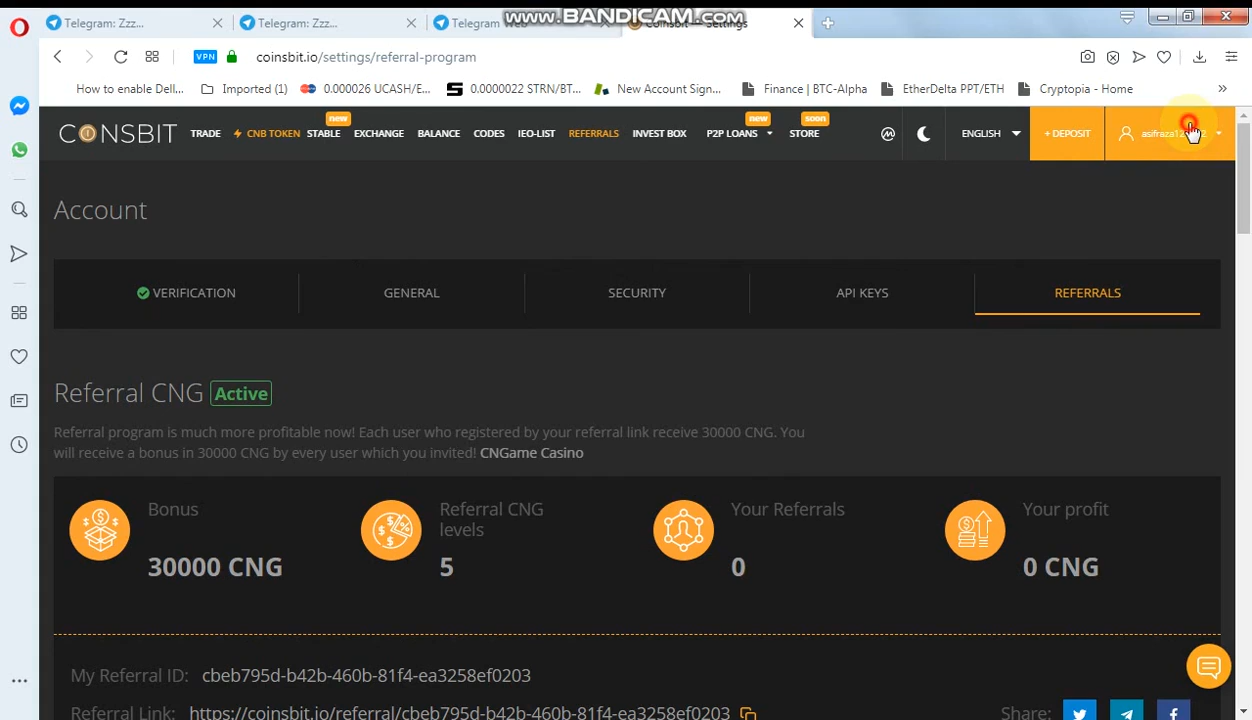 www.BANDICAM.com
Telegram: Zzz...
Telegram: Zzz...
Telegram Web
Coinsbit — Settings
VPN
coinsbit.io/settings/referral-program
How to enable Dell...
Imported (1)
0.000026 UCASH/E...
0.0000022 STRN/BT...
New Account Sign...
Finance | BTC-Alpha
EtherDelta PPT/ETH
Cryptopia - Home
»
new
new
soon
COINSBIT
TRADE
CNB TOKEN
STABLE
EXCHANGE
BALANCE
CODES
IEO-LIST
REFERRALS
INVEST BOX
P2P LOANS
STORE
ENGLISH
+ DEPOSIT
Account
VERIFICATION
GENERAL
SECURITY
API KEYS
REFERRALS
Referral CNG Active
Referral program is much more profitable now! Each user who registered by your referral link receive 30000 CNG. You
will receive a bonus in 30000 CNG by every user which you invited! CNGame Casino
Bonus
30000 CNG
Referral CNG
levels
5
Your Referrals
0
Your profit
0 CNG
My Referral ID: cbeb795d-b42b-460b-81f4-ea3258ef0203
Referral Link: https://coinsbit.io/referral/cbeb795d-b42b-460b-81f4-ea3258ef0203
Share: